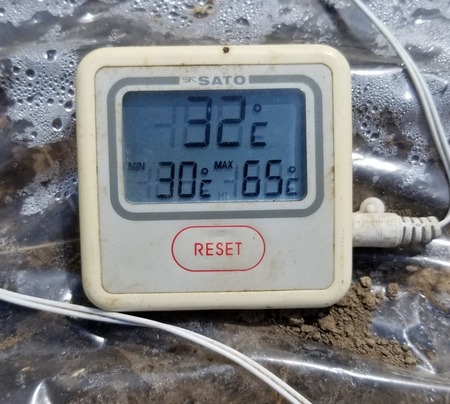 SK SATO
32°c
MIN MAX
30°c 65°c
RESET